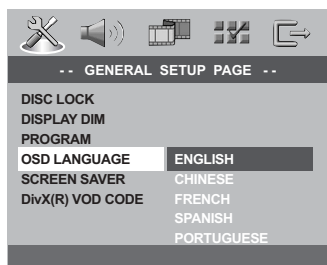 -- GENERAL SETUP PAGE --
DISC LOCK
DISPLAY DIM
PROGRAM
OSD LANGUAGE ENGLISH
SCREEN SAVER CHINESE
DivX(R) VOD CODE FRENCH
SPANISH
PORTUGUESE